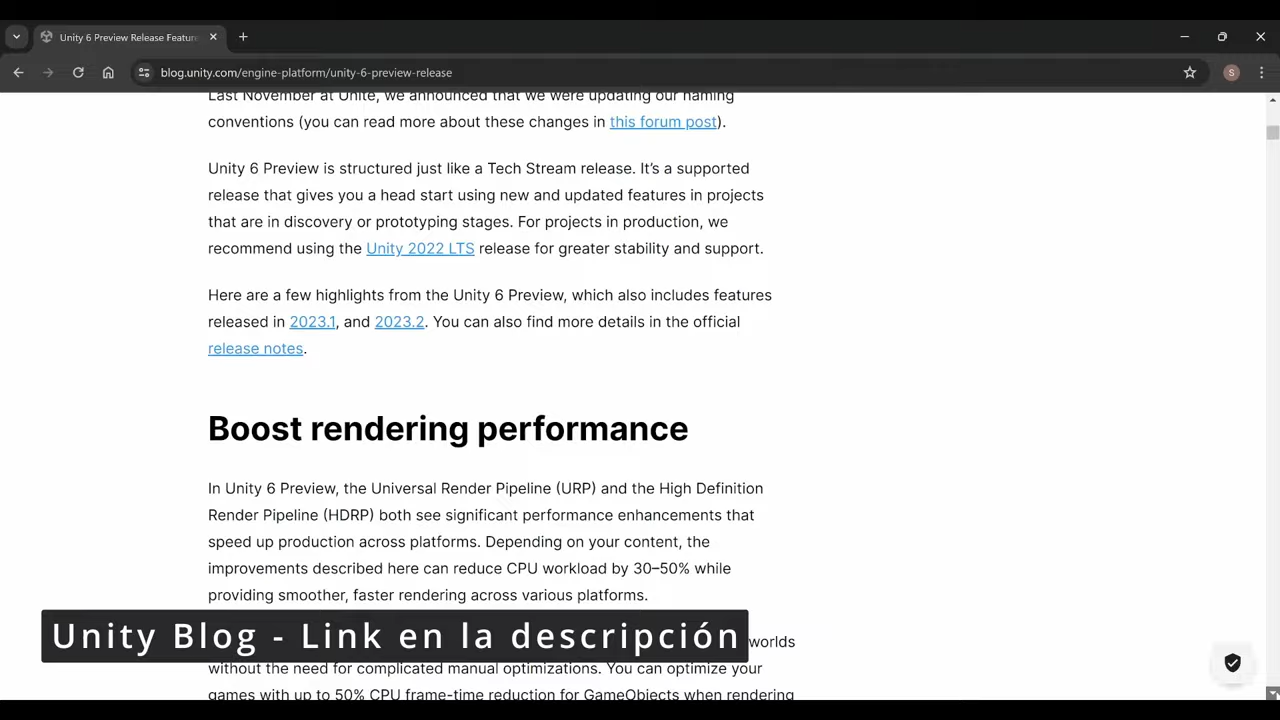 Unity 6 Preview Release Feature
blog.unity.com/engine-platform/unity-6-preview-release
S
Last November at Unite, we announced that we were updating our naming
conventions (you can read more about these changes in this forum post).
Unity 6 Preview is structured just like a Tech Stream release. It’s a supported
release that gives you a head start using new and updated features in projects
that are in discovery or prototyping stages. For projects in production, we
recommend using the Unity 2022 LTS release for greater stability and support.
Here are a few highlights from the Unity 6 Preview, which also includes features
released in 2023.1, and 2023.2. You can also find more details in the official
release notes.
Boost rendering performance
In Unity 6 Preview, the Universal Render Pipeline (URP) and the High Definition
Render Pipeline (HDRP) both see significant performance enhancements that
speed up production across platforms. Depending on your content, the
improvements described here can reduce CPU workload by 30–50% while
providing smoother, faster rendering across various platforms.
Unity Blog - Link en la descripción
worlds
without the need for complicated manual optimizations. You can optimize your
games with up to 50% CPU frame-time reduction for GameObjects when rendering